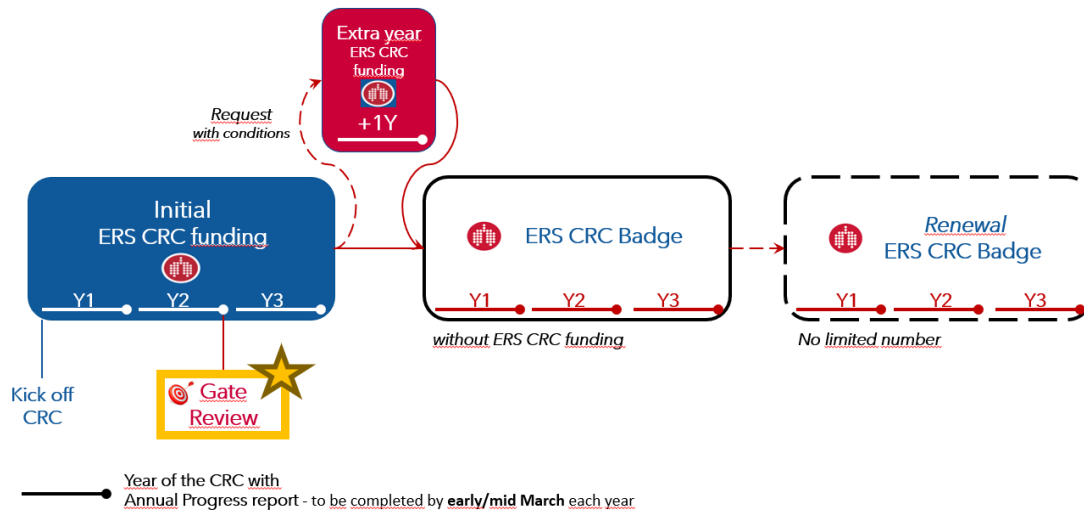 Extra year
ERS CRC
funding
+1Y
Request
with conditions
Initial
ERS CRC funding
Y1 Y2 Y3
ERS CRC Badge
Y1 Y2 Y3
without ERS CRC funding
Renewal
ERS CRC Badge
Y1 Y2 Y3
No limited number
Kick off
CRC
Gate
Review
Year of the CRC with
Annual Progress report - to be completed by early/mid March each year